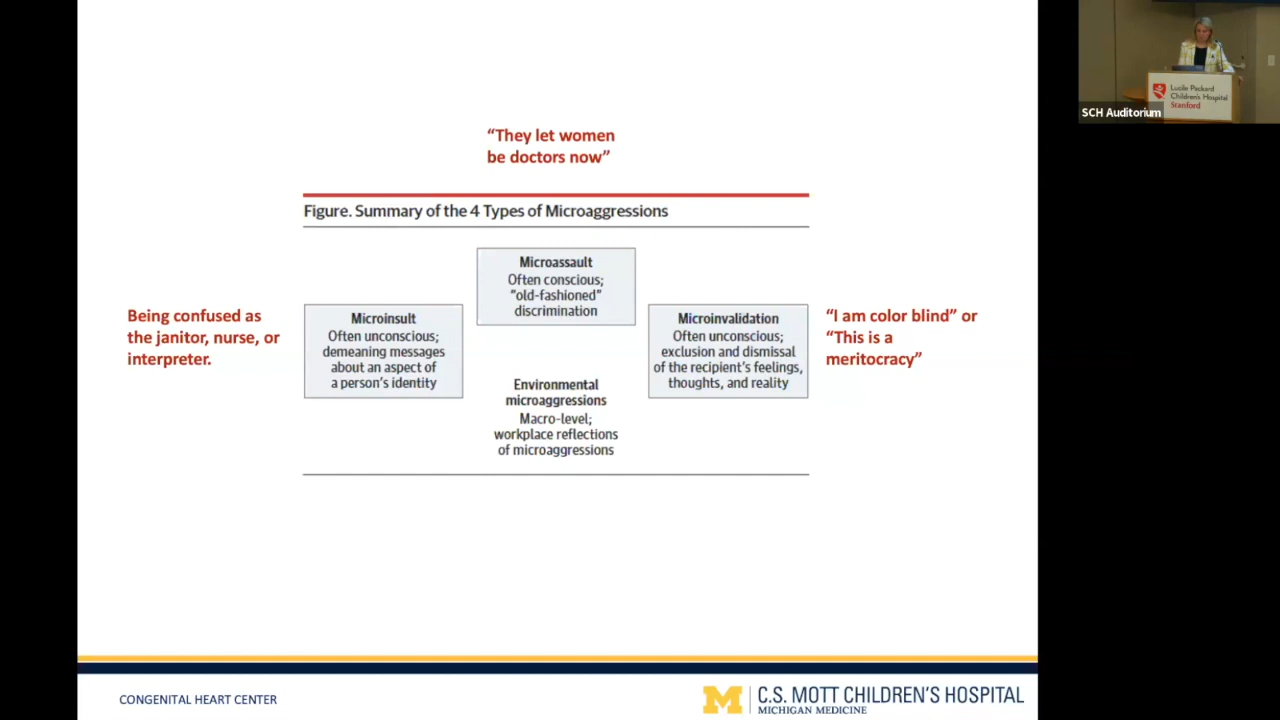 “They let women
be doctors now”
Figure. Summary of the 4 Types of Microaggressions
Microassault
Often conscious;
“old-fashioned”
discrimination
Being confused as
the janitor, nurse, or
interpreter.
Microinsult
Often unconscious;
demeaning messages
about an aspect of
a person’s identity
Microinvalidation
Often unconscious;
exclusion and dismissal
of the recipient’s feelings,
thoughts, and reality
“I am color blind” or
“This is a
meritocracy”
Environmental
microaggressions
Macro-level;
workplace reflections
of microaggressions
CONGENITAL HEART CENTER
M
C.S. MOTT CHILDREN’S HOSPITAL
MICHIGAN MEDICINE
Lucile Packard
Children’s Hospital
Stanford
SCH Auditorium